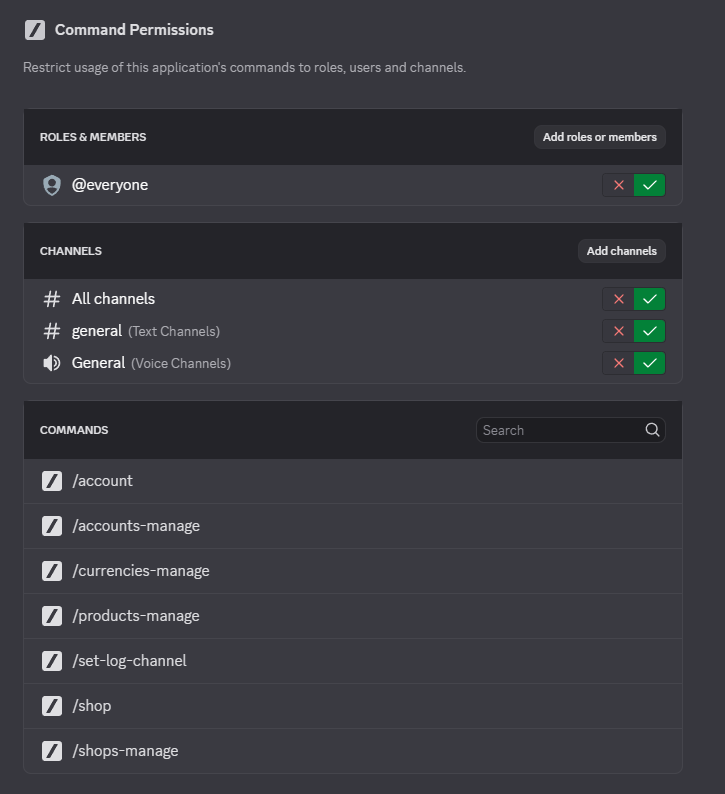 Command Permissions
Restrict usage of this application's commands to roles, users and channels.
ROLES & MEMBERS Add roles or members
@everyone
CHANNELS Add channels
All channels
general (Text Channels)
General (Voice Channels)
COMMANDS Search
/account
/accounts-manage
/currencies-manage
/products-manage
/set-log-channel
/shop
/shops-manage